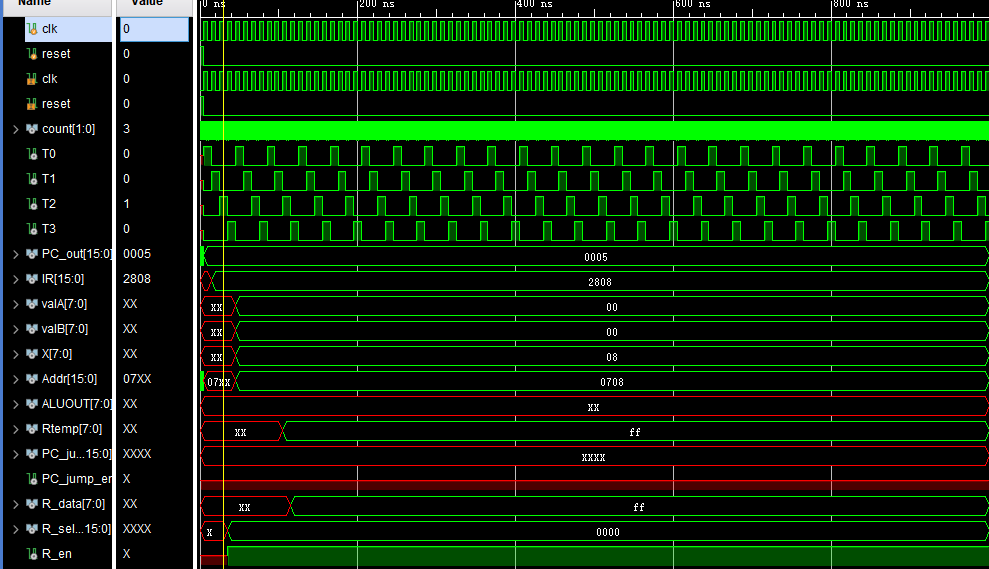 Name Value 0 ns 200 ns 400 ns 600 ns 800 ns
clk 0
reset 0
clk 0
reset 0
count[1:0] 3
T0 0
T1 0
T2 1
T3 0
PC_out[15:0] 0005 0005
IR[15:0] 2808 2808
valA[7:0] XX XX 00
valB[7:0] XX XX 00
X[7:0] XX XX 08
Addr[15:0] 07XX 07XX 0708
ALUOUT[7:0] XX XX
Rtemp[7:0] XX XX ff
PC_ju...15:0] XXXX XXXX
PC_jump_en X
R_data[7:0] XX XX ff
R_sel...15:0] XXXX X 0000
R_en X